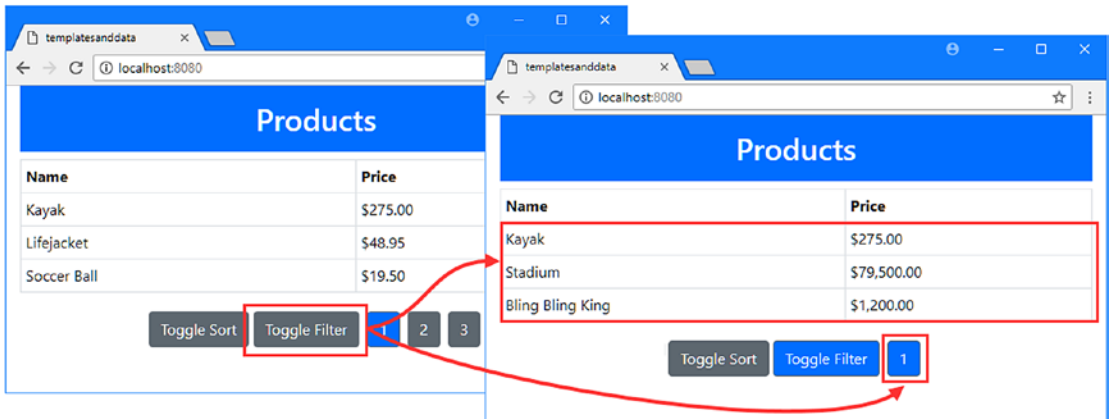 templatesanddata
localhost:8080
Products
Name Price
Kayak $275.00
Lifejacket $48.95
Soccer Ball $19.50
Toggle Sort Toggle Filter 1 2 3
templatesanddata
localhost:8080
Products
Name Price
Kayak $275.00
Stadium $79,500.00
Bling Bling King $1,200.00
Toggle Sort Toggle Filter 1